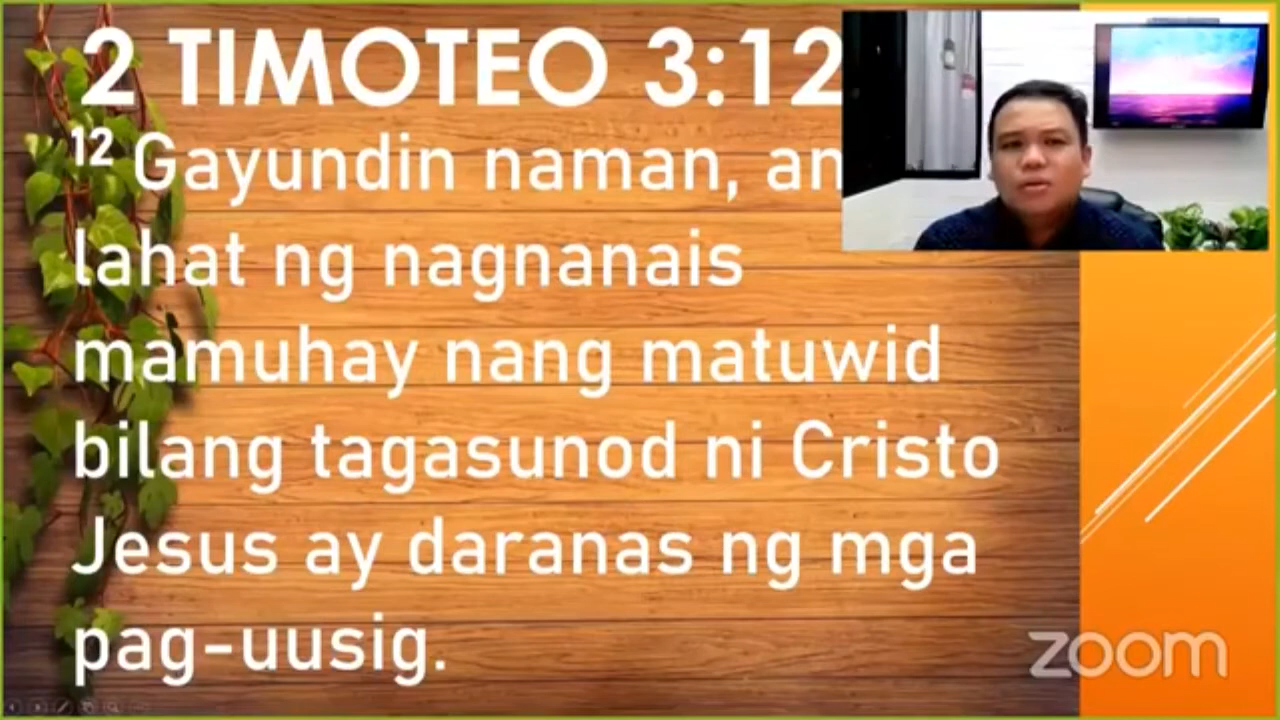 2 TIMOTEO 3:12
12 Gayundin naman, an
lahat ng nagnanais
mamuhay nang matuwid
bilang tagasunod ni Cristo
Jesus ay daranas ng mga
pag-uusig.
zoom